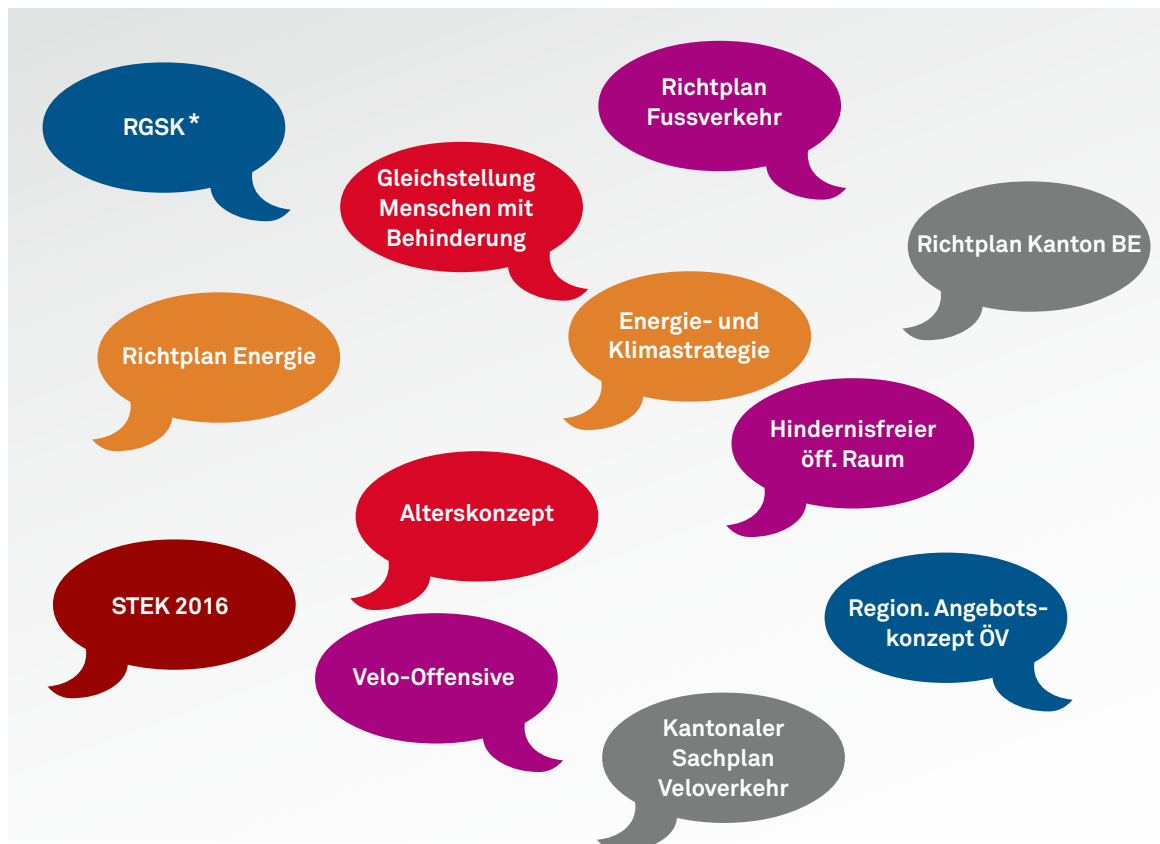 RGSK *
Richtplan
Fussverkehr
Gleichstellung
Menschen mit
Behinderung
Richtplan Kanton BE
Richtplan Energie
Energie- und
Klimastrategie
Hindernisfreier
öff. Raum
Alterskonzept
STEK 2016
Region. Angebots-
konzept ÖV
Velo-Offensive
Kantonaler
Sachplan
Veloverkehr